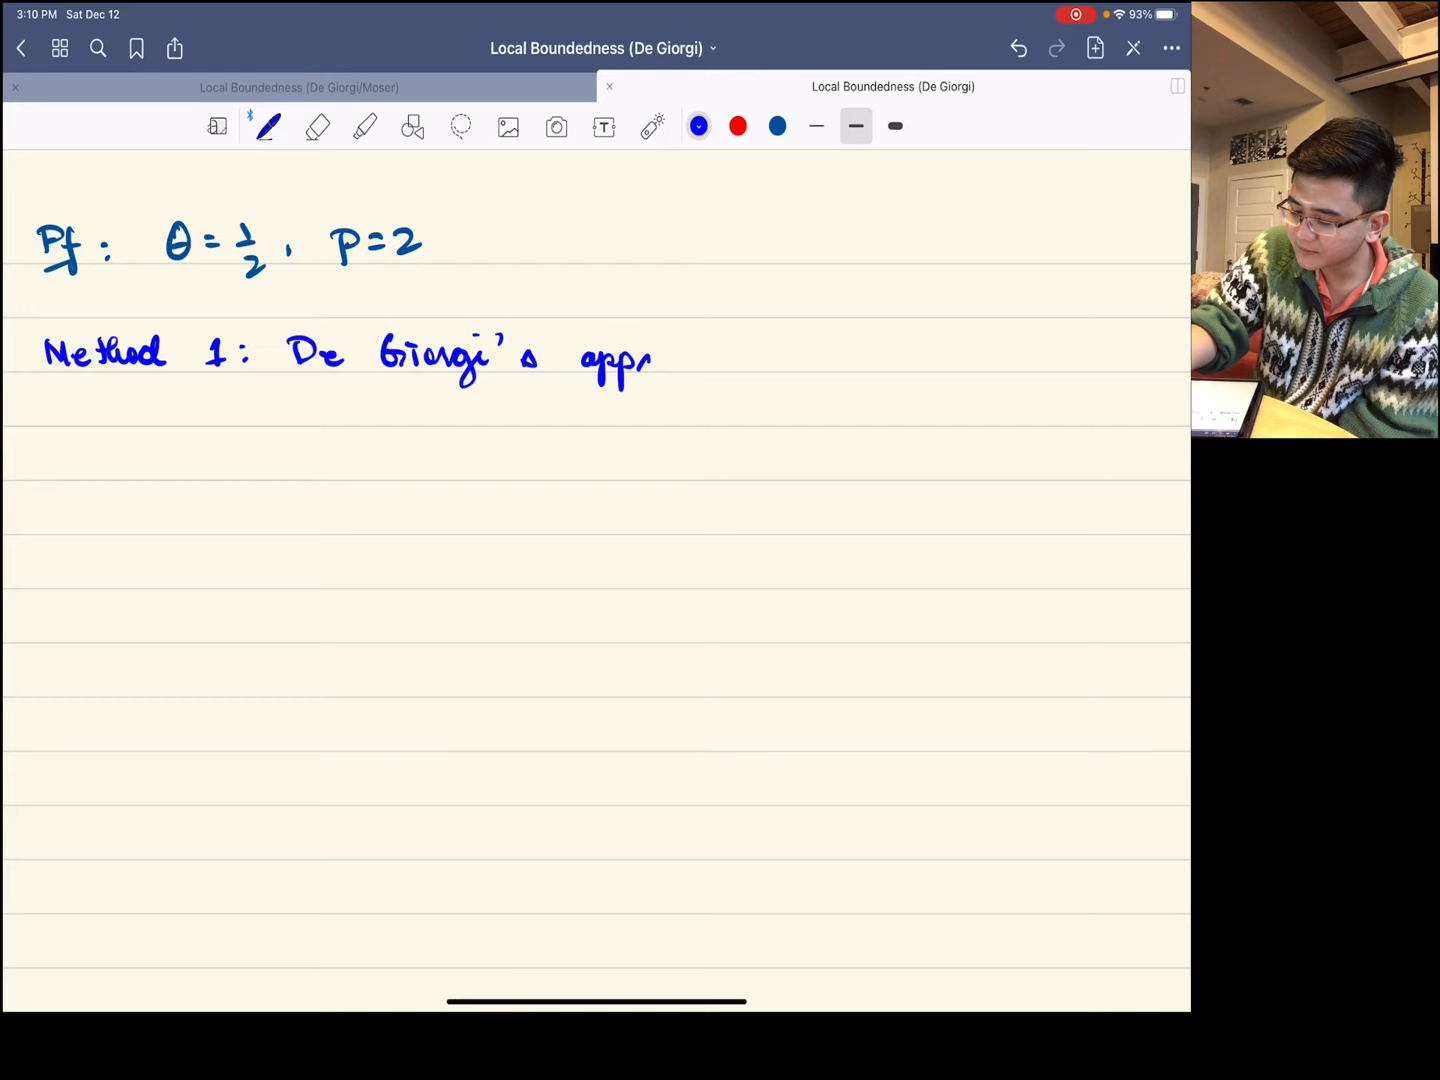 3:10 PM Sat Dec 12
93%
Local Boundedness (De Giorgi)
Local Boundedness (De Giorgi/Moser)
Local Boundedness (De Giorgi)
T
Pf: θ = 1/2, p = 2
Method 1: De Giorgi's appr